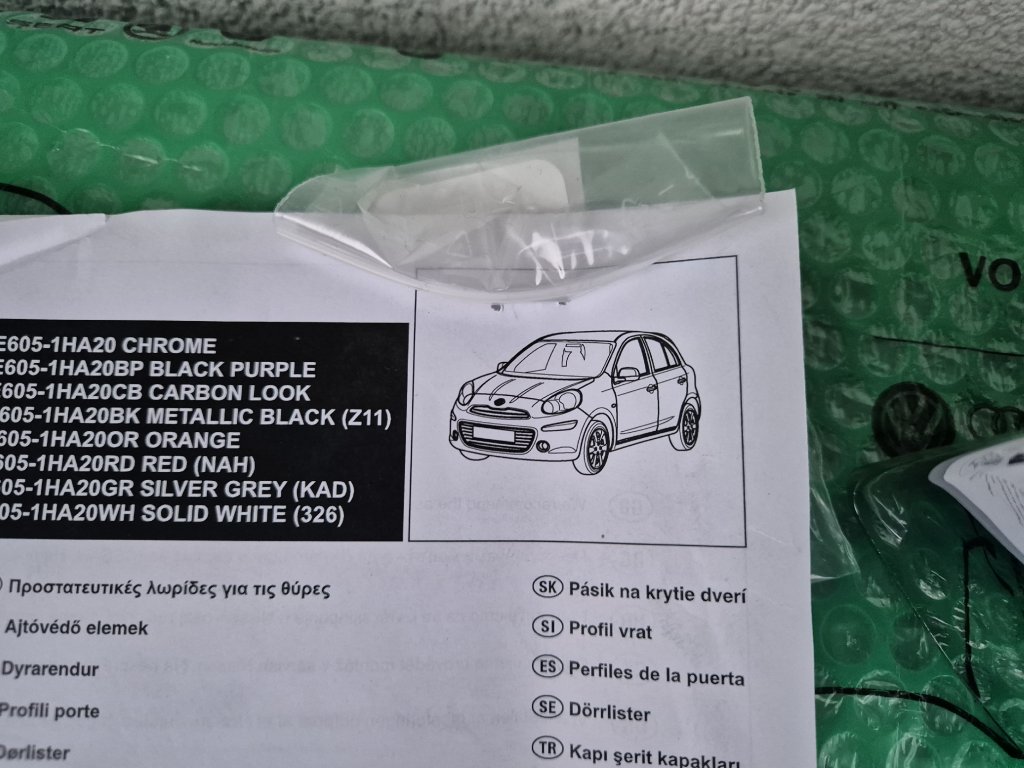 E605-1HA20 CHROME
E605-1HA20BP BLACK PURPLE
E605-1HA20CB CARBON LOOK
605-1HA20BK METALLIC BLACK (Z11)
605-1HA20OR ORANGE
605-1HA20RD RED (NAH)
605-1HA20GR SILVER GREY (KAD)
05-1HA20WH SOLID WHITE (326)
VO
Προστατευτικές λωρίδες για τις θύρες
Ajtóvédő elemek
Dyrarendur
Profili porte
Dørlister
SK Pásik na krytie dverí
SI Profil vrat
ES Perfiles de la puerta
SE Dörrlister
TR Kapı şerit kapakları